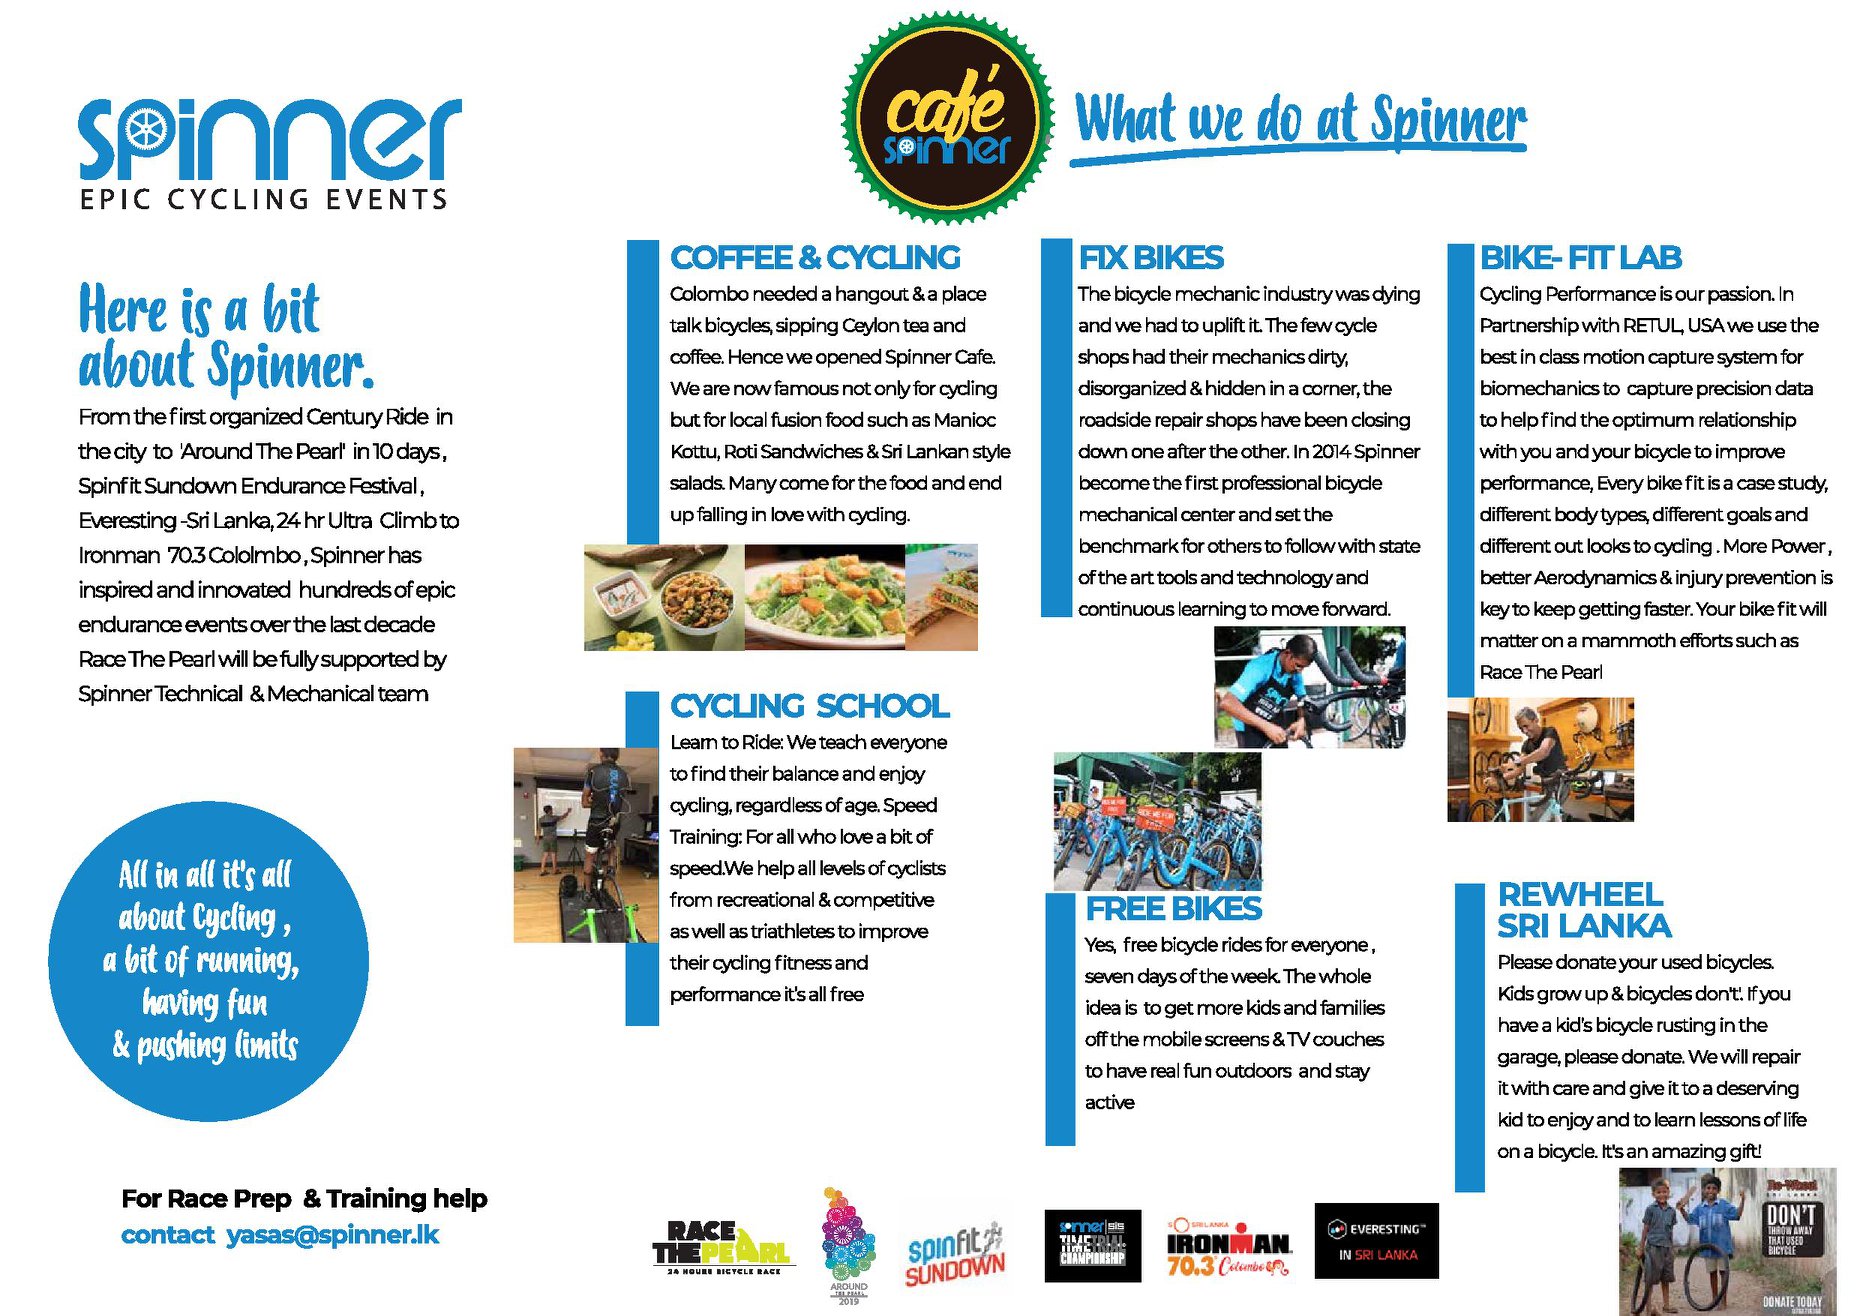 spinner
EPIC CYCLING EVENTS
Here is a bit
about Spinner.
From the first organized Century Ride in
the city to 'Around The Pearl' in 10 days,
Spinfit Sundown Endurance Festival,
Everesting -Sri Lanka, 24 hr Ultra Climb to
Ironman 70.3 Cololmbo, Spinner has
inspired and innovated hundreds of epic
endurance events over the last decade
Race The Pearl will be fully supported by
Spinner Technical & Mechanical team
All in all it's all
about Cycling,
a bit of running,
having fun
& pushing limits
For Race Prep & Training help
contact yasas@spinner.lk
café
spinner
What we do at Spinner
COFFEE & CYCLING
Colombo needed a hangout & a place
talk bicycles, sipping Ceylon tea and
coffee. Hence we opened Spinner Cafe.
We are now famous not only for cycling
but for local fusion food such as Manioc
Kottu, Roti Sandwiches & Sri Lankan style
salads. Many come for the food and end
up falling in love with cycling.
CYCLING SCHOOL
Learn to Ride: We teach everyone
to find their balance and enjoy
cycling, regardless of age. Speed
Training: For all who love a bit of
speed.We help all levels of cyclists
from recreational & competitive
as well as triathletes to improve
their cycling fitness and
performance it's all free
FIX BIKES
The bicycle mechanic industry was dying
and we had to uplift it. The few cycle
shops had their mechanics dirty,
disorganized & hidden in a corner, the
roadside repair shops have been closing
down one after the other. In 2014 Spinner
become the first professional bicycle
mechanical center and set the
benchmark for others to follow with state
of the art tools and technology and
continuous learning to move forward.
RIDE ME FOR
FREE BIKES
Yes, free bicycle rides for everyone,
seven days of the week. The whole
idea is to get more kids and families
off the mobile screens & TV couches
to have real fun outdoors and stay
active
BIKE- FIT LAB
Cycling Performance is our passion. In
Partnership with RETUL, USA we use the
best in class motion capture system for
biomechanics to capture precision data
to help find the optimum relationship
with you and your bicycle to improve
performance, Every bike fit is a case study,
different body types, different goals and
different out looks to cycling. More Power,
better Aerodynamics & injury prevention is
key to keep getting faster. Your bike fit will
matter on a mammoth efforts such as
Race The Pearl
REWHEEL
SRI LANKA
Please donate your used bicycles.
Kids grow up & bicycles don't'. If you
have a kid's bicycle rusting in the
garage, please donate. We will repair
it with care and give it to a deserving
kid to enjoy and to learn lessons of life
on a bicycle. It's an amazing gift!
RACE
THE PEARL
24 HOURS BICYCLE RACE
AROUND
THE PEARL
2019
spinfit
SUNDOWN
spinner SIS
TIME TRIAL
CHAMPIONSHIP
SRI LANKA
IRONMAN
70.3 Colombo
EVERESTING
IN SRI LANKA
Re-Wheel
SRI LANKA
DON'T
THROW AWAY
THAT USED
BICYCLE
DONATE TODAY